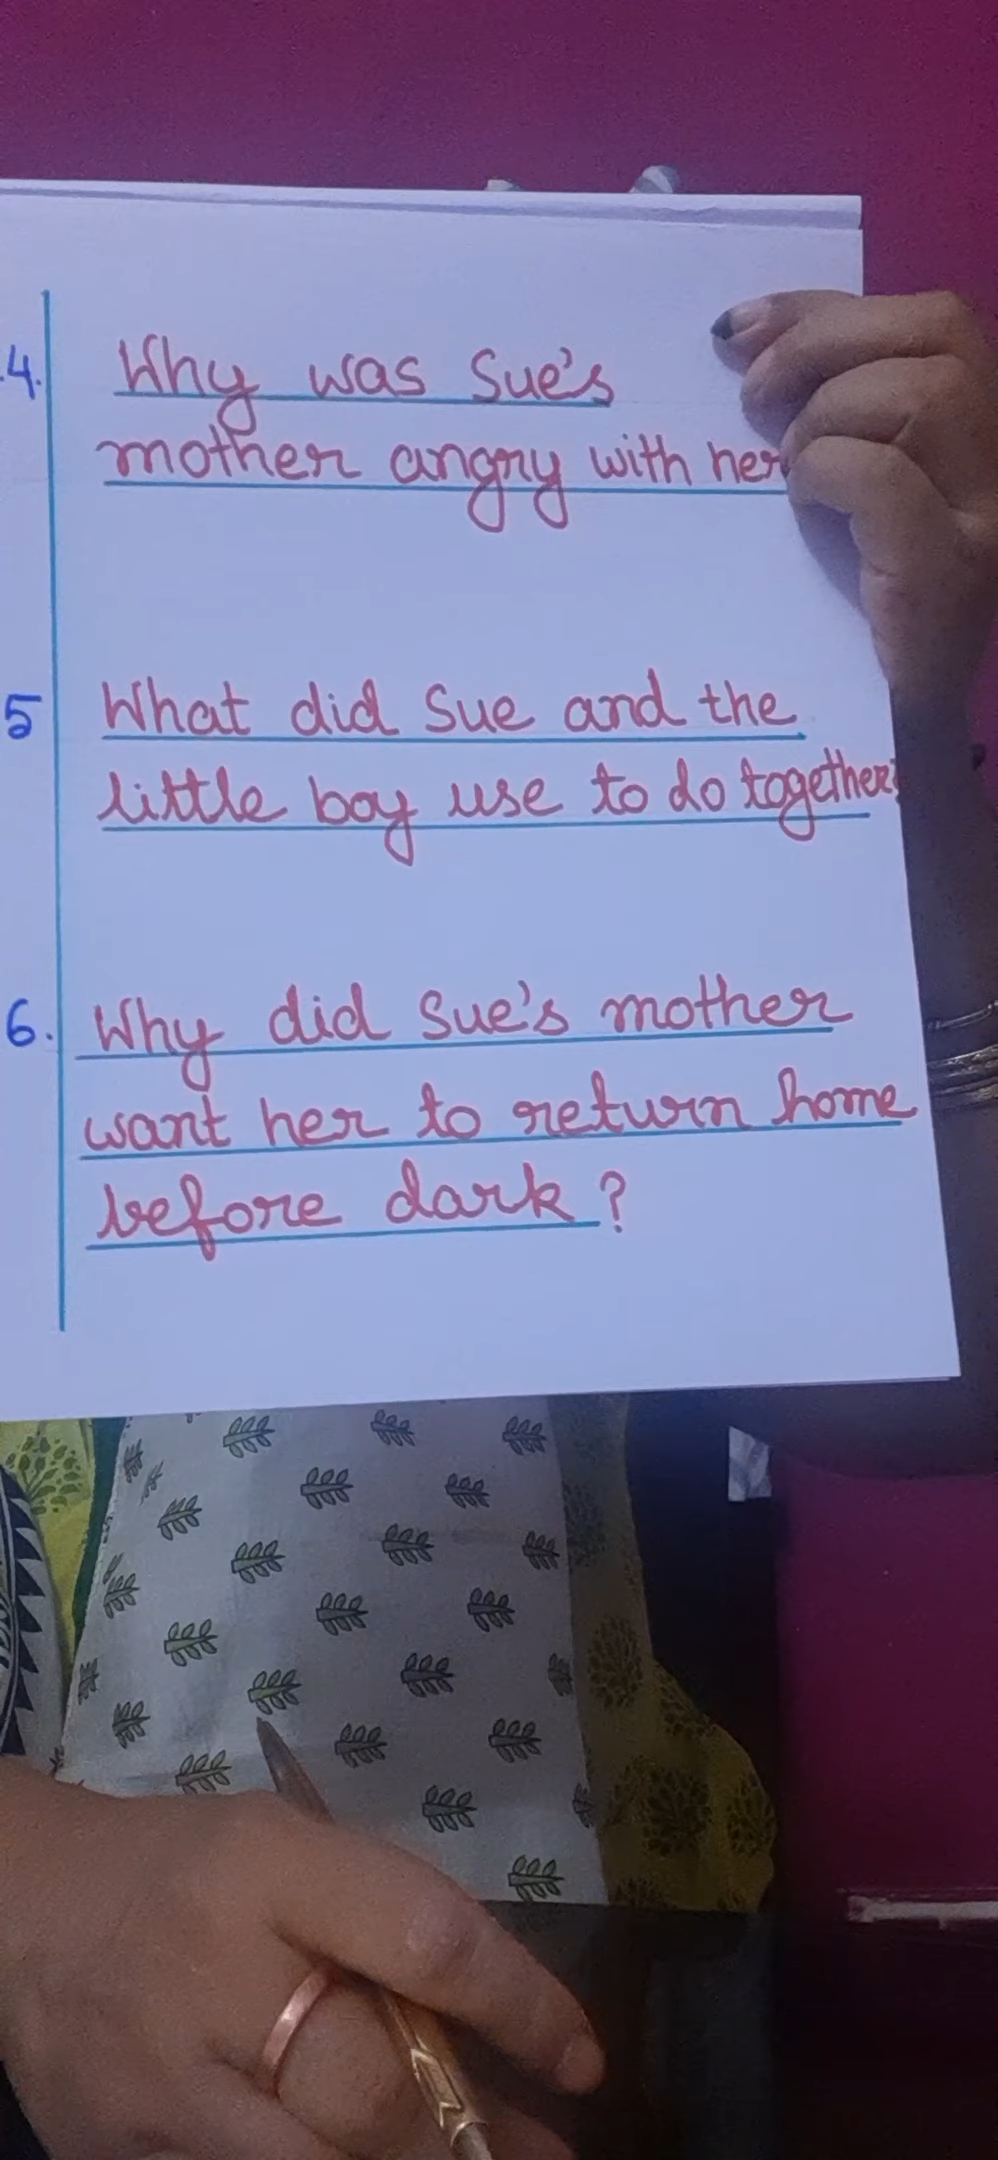 4. Why was Sue's
mother angry with her
5 What did Sue and the
little boy use to do together?
6. Why did Sue's mother
want her to return home
before dark?